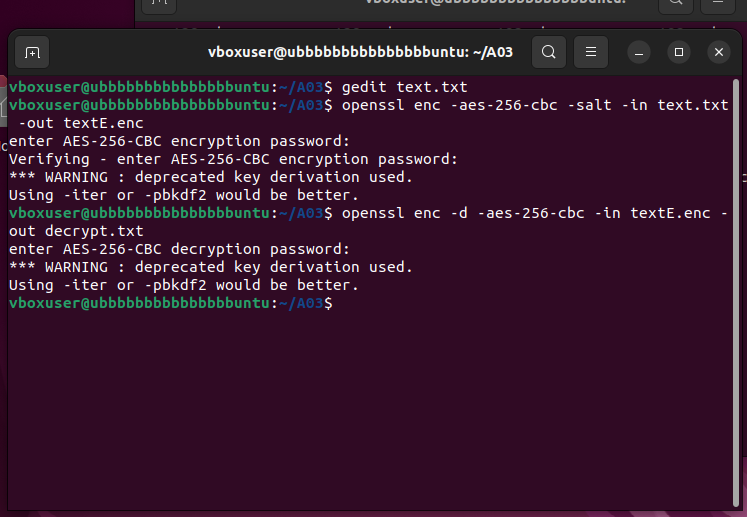 vboxuser@ubbbbbbbbbbbbbbbbuntu:
vboxuser@ubbbbbbbbbbbbbbbbuntu: ~/A03
vboxuser@ubbbbbbbbbbbbbbbbuntu:~/A03$ gedit text.txt
vboxuser@ubbbbbbbbbbbbbbbbuntu:~/A03$ openssl enc -aes-256-cbc -salt -in text.txt
-out textE.enc
enter AES-256-CBC encryption password:
Verifying - enter AES-256-CBC encryption password:
*** WARNING : deprecated key derivation used.
Using -iter or -pbkdf2 would be better.
vboxuser@ubbbbbbbbbbbbbbbbuntu:~/A03$ openssl enc -d -aes-256-cbc -in textE.enc -
out decrypt.txt
enter AES-256-CBC decryption password:
*** WARNING : deprecated key derivation used.
Using -iter or -pbkdf2 would be better.
vboxuser@ubbbbbbbbbbbbbbbbuntu:~/A03$